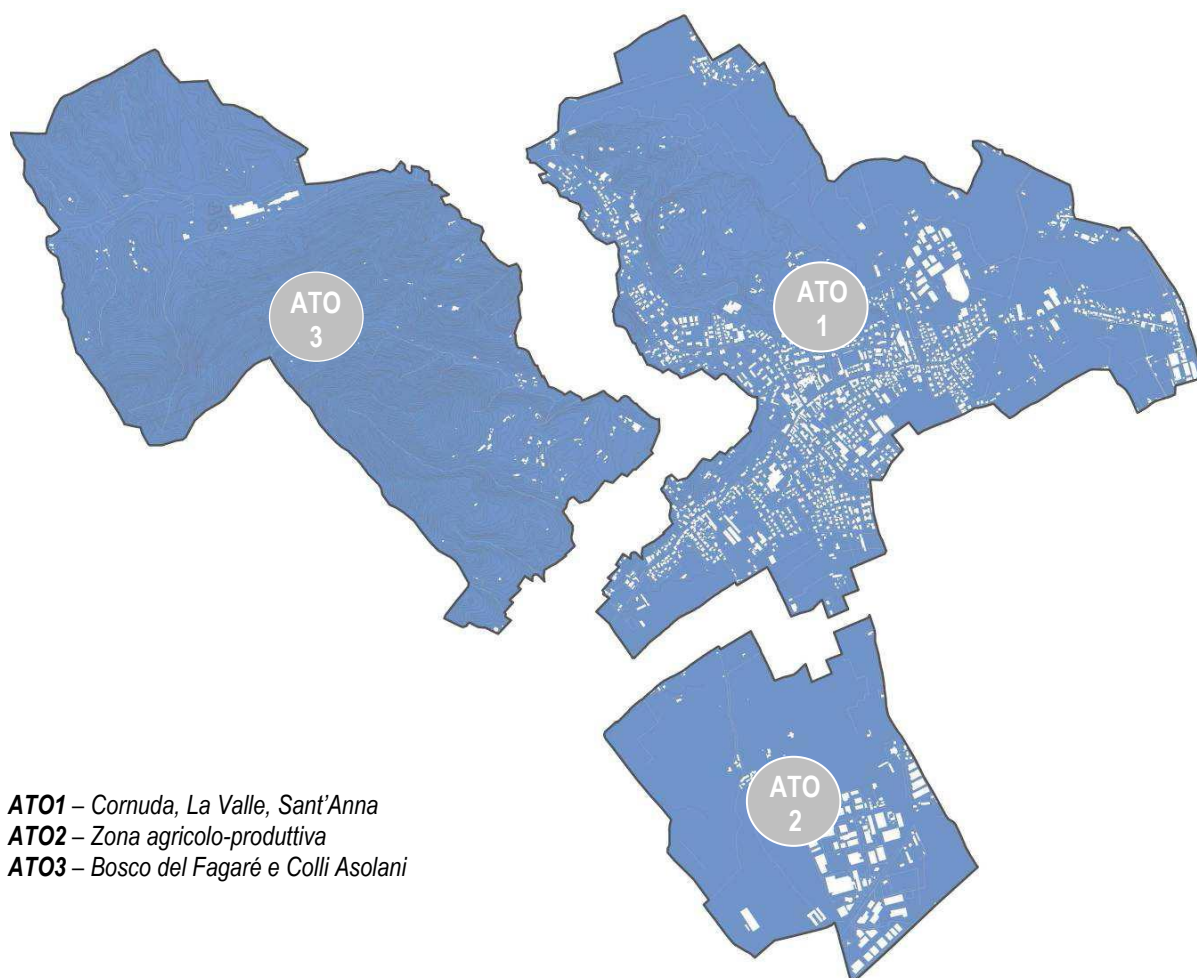 ATO
3
ATO
1
ATO
2
ATO1 – Cornuda, La Valle, Sant’Anna
ATO2 – Zona agricolo-produttiva
ATO3 – Bosco del Fagaré e Colli Asolani